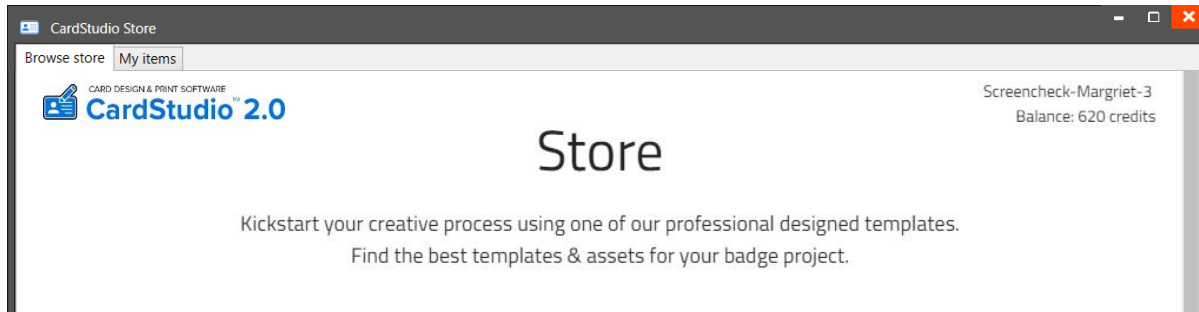 CardStudio Store
Browse store My items
CARD DESIGN & PRINT SOFTWARE
CardStudio™ 2.0
Screencheck-Margriet-3
Balance: 620 credits
Store
Kickstart your creative process using one of our professional designed templates.
Find the best templates & assets for your badge project.